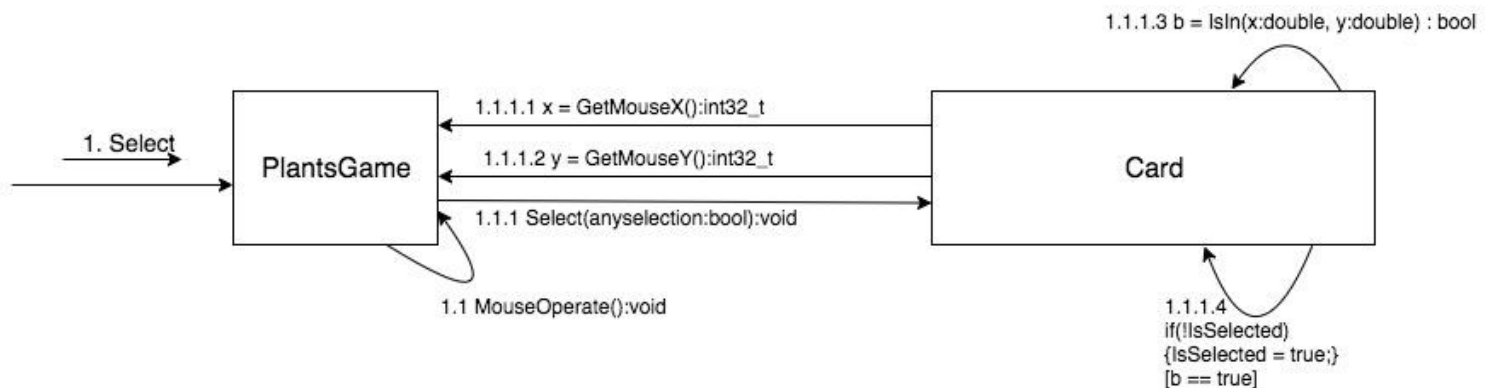 1.1.1.3 b = IsIn(x:double, y:double) : bool
1.1.1.1 x = GetMouseX():int32_t
1. Select
1.1.1.2 y = GetMouseY():int32_t
PlantsGame
Card
1.1.1 Select(anyselection:bool):void
1.1 MouseOperate():void
1.1.1.4
if(!IsSelected)
{IsSelected = true;}
[b == true]